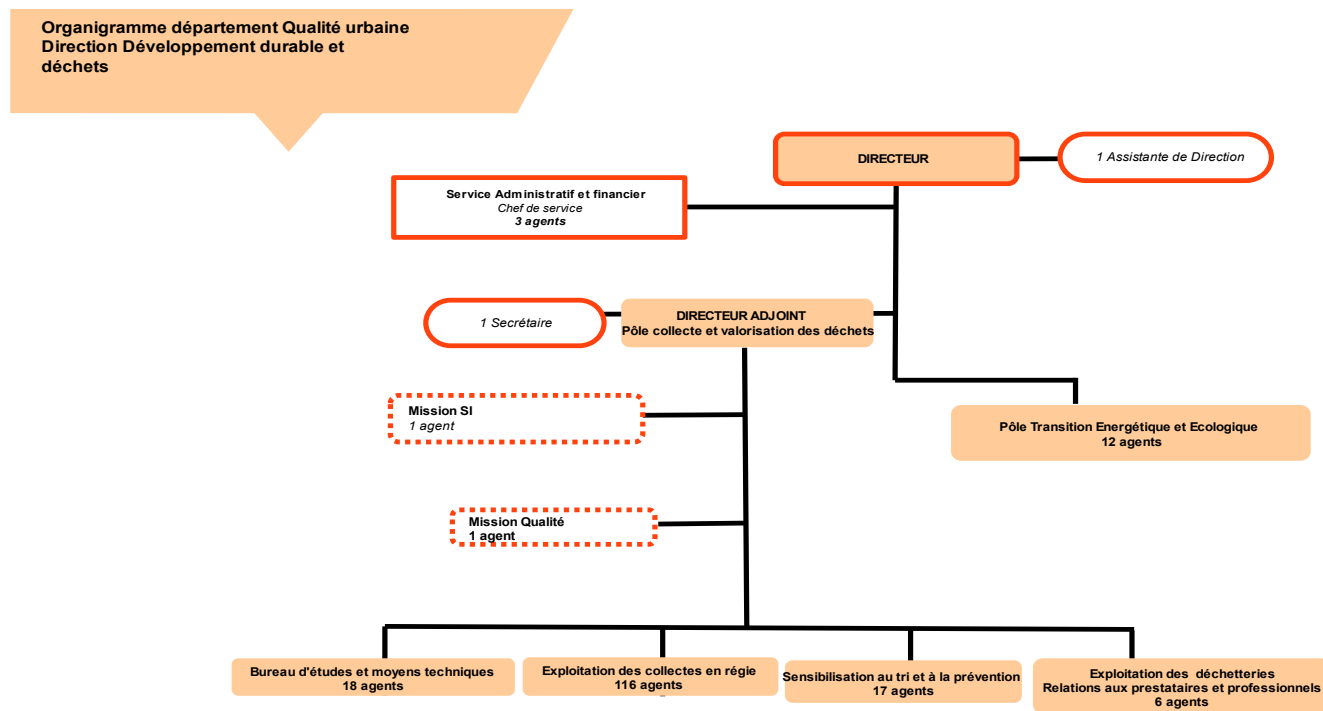 Organigramme département Qualité urbaine
Direction Développement durable et
déchets
DIRECTEUR
1 Assistante de Direction
Service Administratif et financier
Chef de service
3 agents
1 Secrétaire
DIRECTEUR ADJOINT
Pôle collecte et valorisation des déchets
Mission SI
1 agent
Pôle Transition Energétique et Ecologique
12 agents
Mission Qualité
1 agent
Bureau d'études et moyens techniques
18 agents
Exploitation des collectes en régie
116 agents
Sensibilisation au tri et à la prévention
17 agents
Exploitation des déchetteries
Relations aux prestataires et professionnels
6 agents